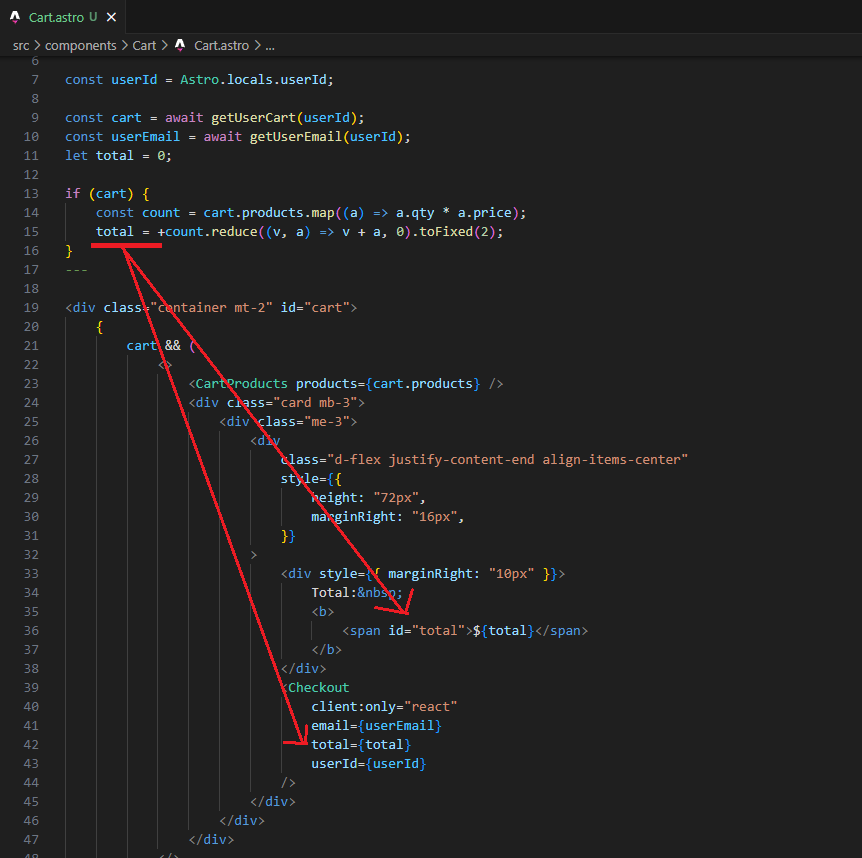 Cart.astro U ×
src > components > Cart > Cart.astro > ...
6
7 const userId = Astro.locals.userId;
8
9 const cart = await getUserCart(userId);
10 const userEmail = await getUserEmail(userId);
11 let total = 0;
12
13 if (cart) {
14 const count = cart.products.map((a) => a.qty * a.price);
15 total = +count.reduce((v, a) => v + a, 0).toFixed(2);
16 }
17 ---
18
19 <div class="container mt-2" id="cart">
20 {
21 cart && (
22 <>
23 <CartProducts products={cart.products} />
24 <div class="card mb-3">
25 <div class="me-3">
26 <div
27 class="d-flex justify-content-end align-items-center"
28 style={{
29 height: "72px",
30 marginRight: "16px",
31 }}
32 >
33 <div style={{ marginRight: "10px" }}>
34 Total:&nbsp;
35 <b>
36 <span id="total">${total}</span>
37 </b>
38 </div>
39 <Checkout
40 client:only="react"
41 email={userEmail}
42 total={total}
43 userId={userId}
44 />
45 </div>
46 </div>
47 </div>
48 </>